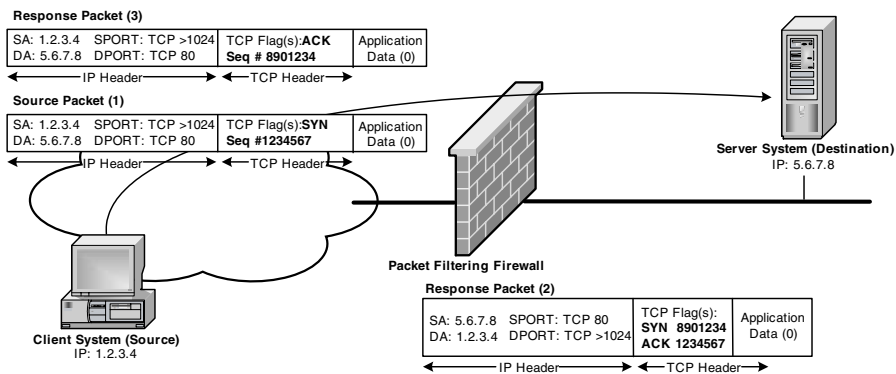 Response Packet (3)
SA: 1.2.3.4 SPORT: TCP >1024 TCP Flag(s):ACK Application
DA: 5.6.7.8 DPORT: TCP 80 Seq # 8901234 Data (0)
IP Header TCP Header
Source Packet (1)
SA: 1.2.3.4 SPORT: TCP >1024 TCP Flag(s):SYN Application
DA: 5.6.7.8 DPORT: TCP 80 Seq #1234567 Data (0)
IP Header TCP Header
Server System (Destination)
IP: 5.6.7.8
Packet Filtering Firewall
Client System (Source)
IP: 1.2.3.4
Response Packet (2)
SA: 5.6.7.8 SPORT: TCP 80
DA: 1.2.3.4 DPORT: TCP >1024
TCP Flag(s):
SYN 8901234
ACK 1234567
Application
Data (0)
IP Header TCP Header